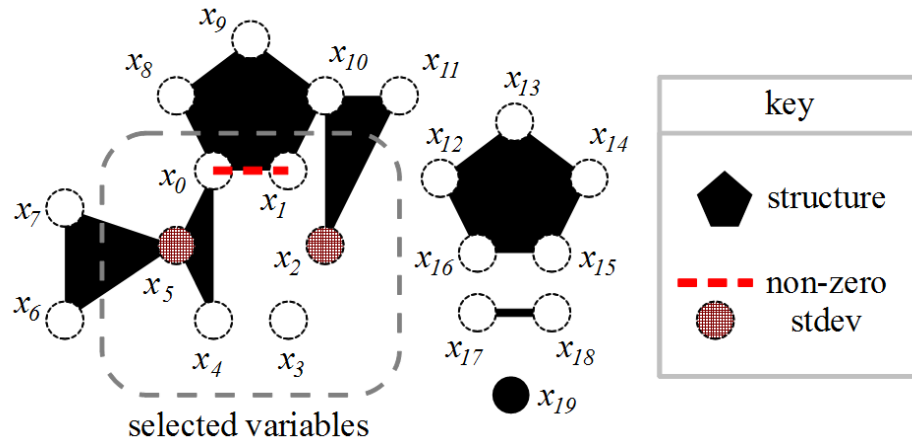 x9
x8
x10
x11
key
x13
x12
x14
x0
x1
structure
x7
x2
x16
x15
x5
non-zero
x6
stdev
x4
x3
x17
x18
x19
selected variables